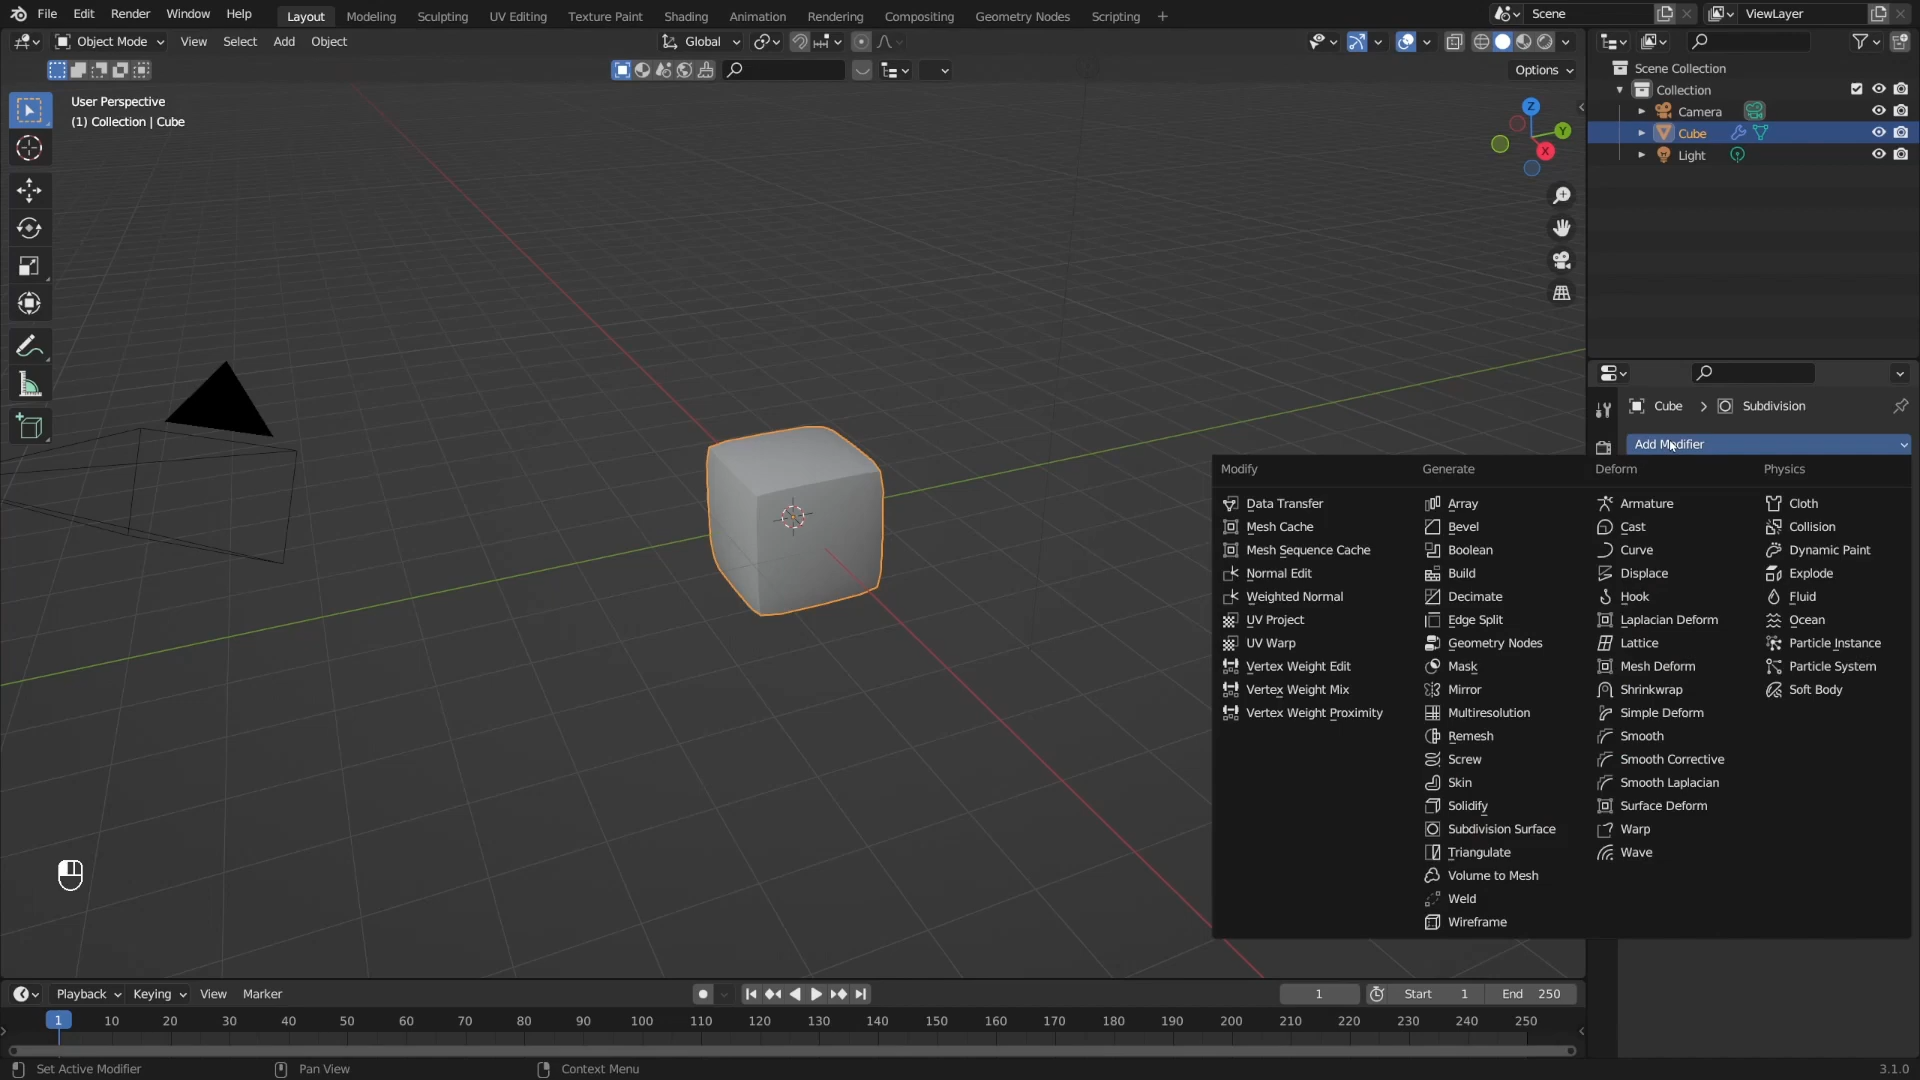 File Edit Render Window Help Layout Modeling Sculpting UV Editing Texture Paint Shading Animation Rendering Compositing Geometry Nodes Scripting + Scene ViewLayer
Object Mode View Select Add Object Global
Options
User Perspective
(1) Collection | Cube
Z
Y
X
Scene Collection
Collection
Camera
Cube
Light
Cube > Subdivision
Add Modifier
Modify Generate Deform Physics
Data Transfer Array Armature Cloth
Mesh Cache Bevel Cast Collision
Mesh Sequence Cache Boolean Curve Dynamic Paint
Normal Edit Build Displace Explode
Weighted Normal Decimate Hook Fluid
UV Project Edge Split Laplacian Deform Ocean
UV Warp Geometry Nodes Lattice Particle Instance
Vertex Weight Edit Mask Mesh Deform Particle System
Vertex Weight Mix Mirror Shrinkwrap Soft Body
Vertex Weight Proximity Multiresolution Simple Deform
Remesh Smooth
Screw Smooth Corrective
Skin Smooth Laplacian
Solidify Surface Deform
Subdivision Surface Warp
Triangulate Wave
Volume to Mesh
Weld
Wireframe
Playback Keying View Marker 1 Start 1 End 250
1 10 20 30 40 50 60 70 80 90 100 110 120 130 140 150 160 170 180 190 200 210 220 230 240 250
Set Active Modifier Pan View Context Menu 3.1.0